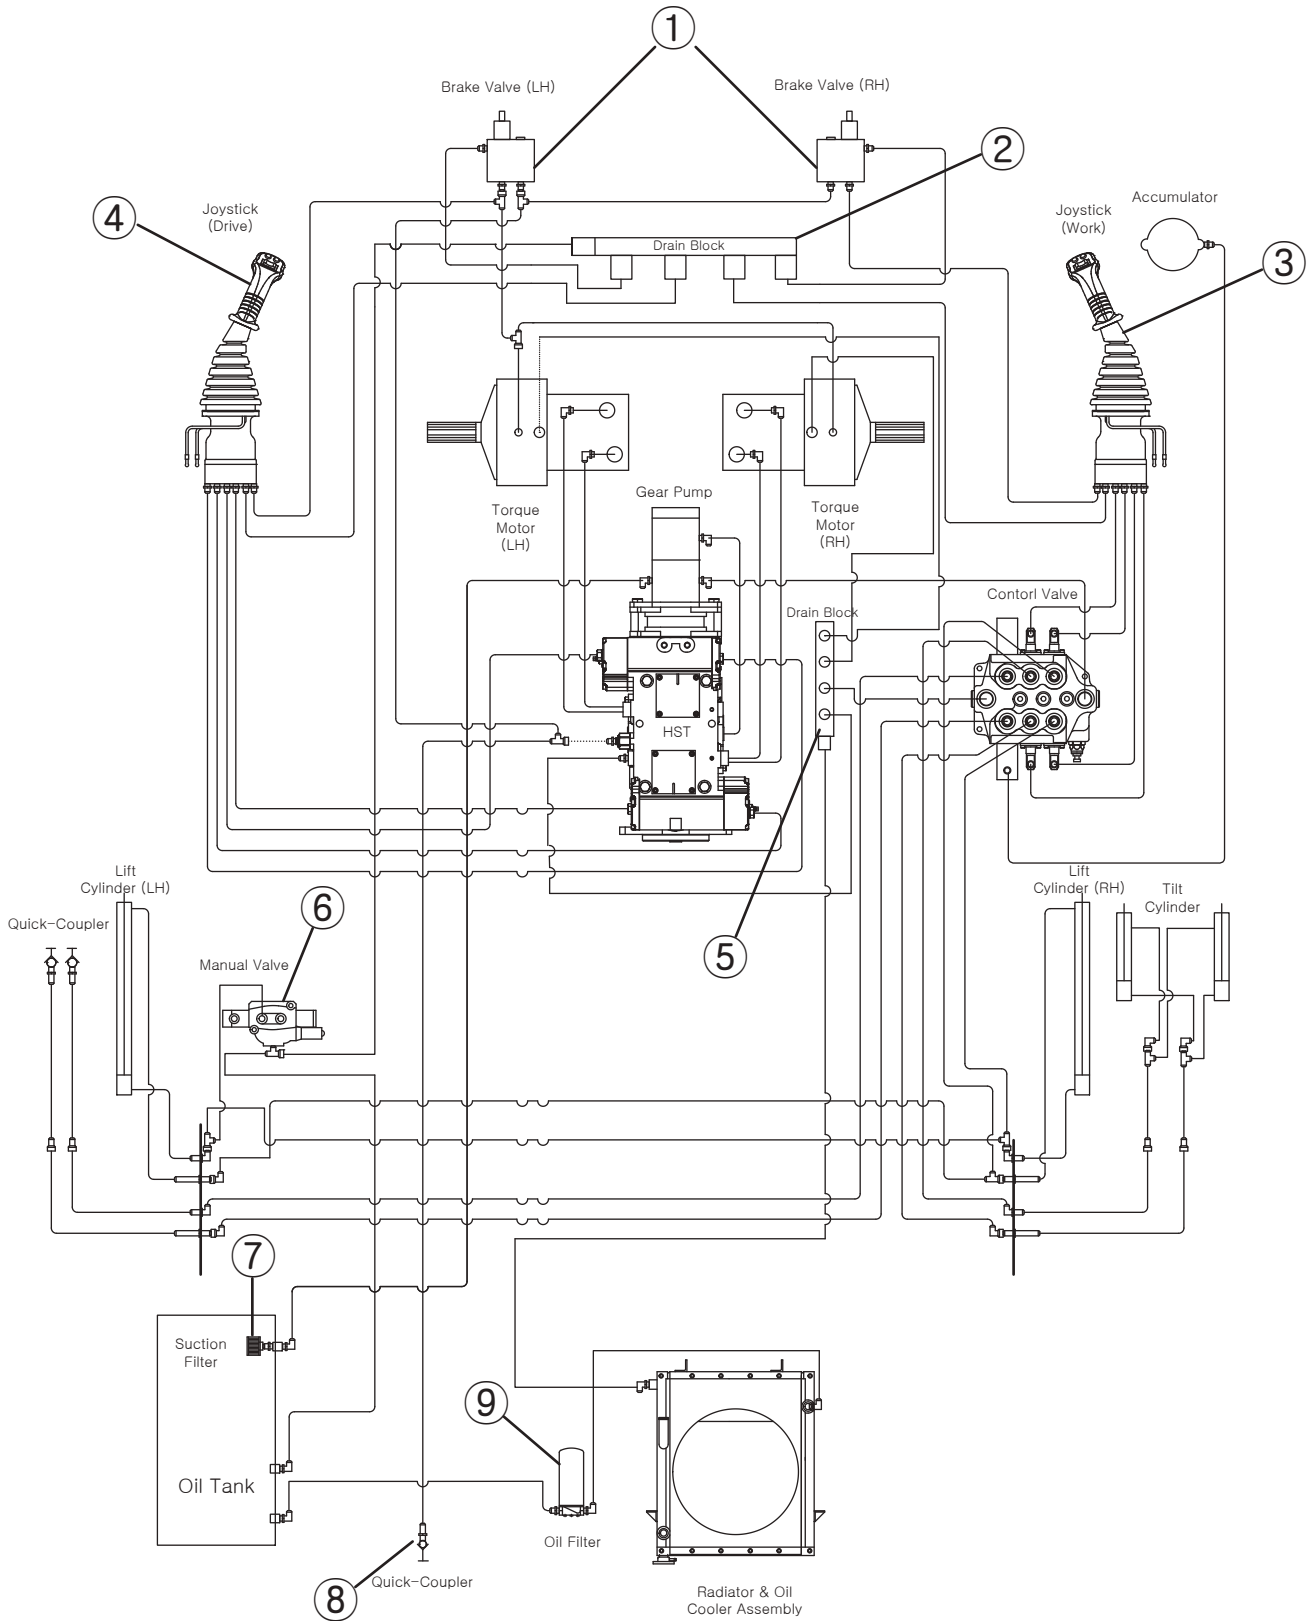 1
Brake Valve (LH)
Brake Valve (RH)
2
4
Joystick
(Drive)
Drain Block
Joystick
(Work)
Accumulator
3
Gear Pump
Torque
Motor
(LH)
Torque
Motor
(RH)
Contorl Valve
Drain Block
HST
Lift
Cylinder (LH)
Lift
Cylinder (RH)
Tilt
Cylinder
Quick-Coupler
6
5
Manual Valve
7
Suction
Filter
9
Oil Tank
Oil Filter
8
Quick-Coupler
Radiator & Oil
Cooler Assembly